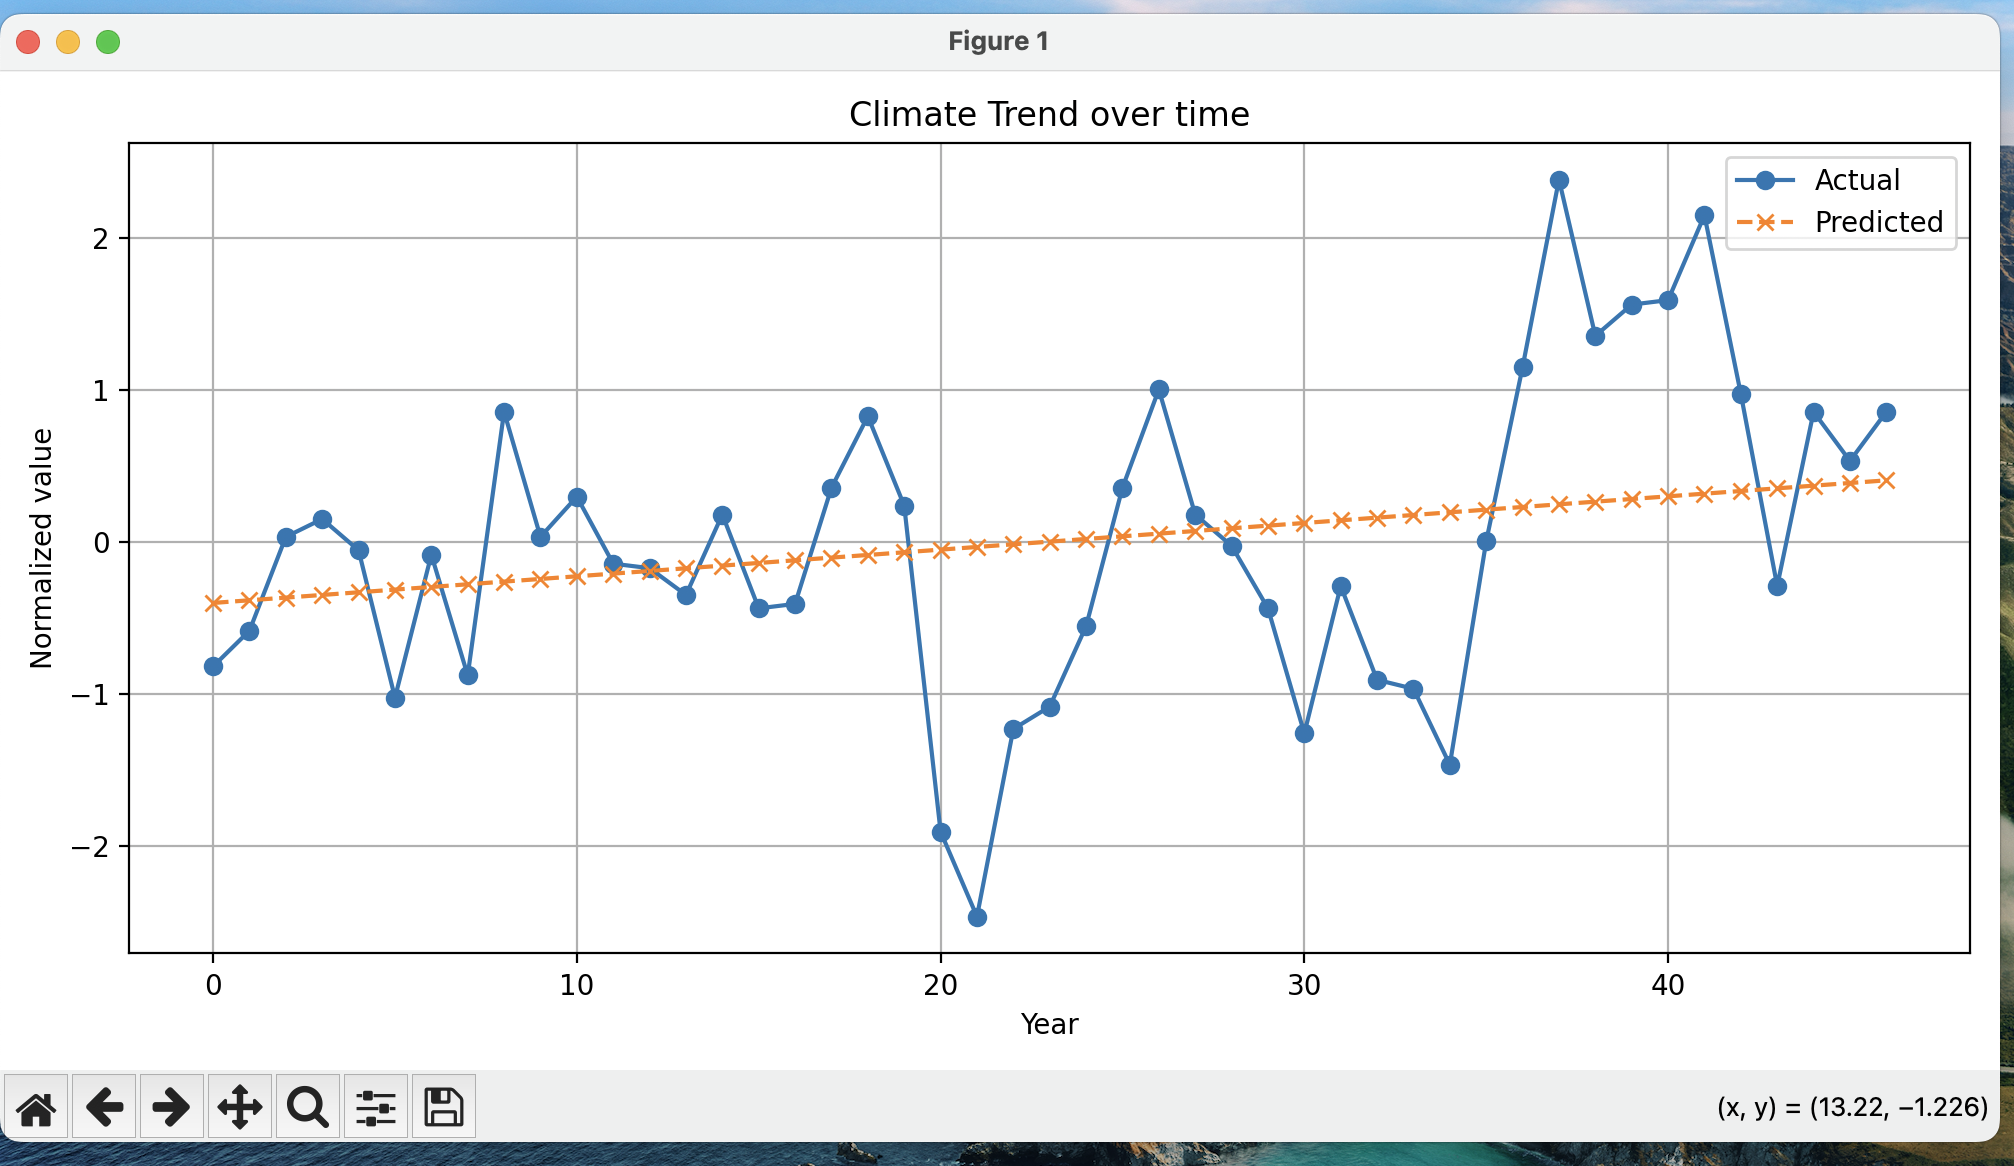 Figure 1
Climate Trend over time
Actual
Predicted
Normalized value
2
1
0
−1
−2
0 10 20 30 40
Year
(x, y) = (13.22, −1.226)